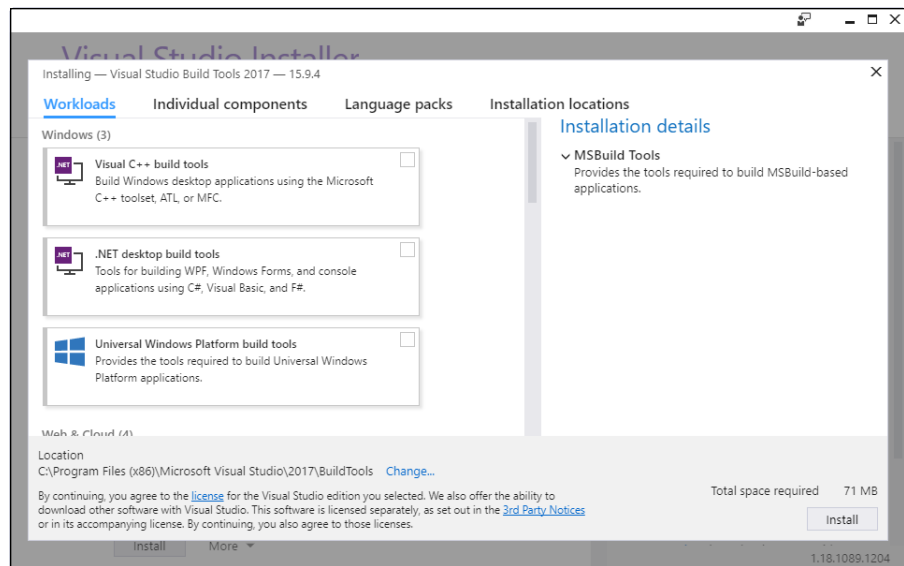 Visual Studio Installer
Installing — Visual Studio Build Tools 2017 — 15.9.4
Workloads Individual components Language packs Installation locations
Windows (3)
.NET
Visual C++ build tools
Build Windows desktop applications using the Microsoft
C++ toolset, ATL, or MFC.
.NET
.NET desktop build tools
Tools for building WPF, Windows Forms, and console
applications using C#, Visual Basic, and F#.
Universal Windows Platform build tools
Provides the tools required to build Universal Windows
Platform applications.
Web & Cloud (4)
Installation details
MSBuild Tools
Provides the tools required to build MSBuild-based
applications.
Location
C:\Program Files (x86)\Microsoft Visual Studio\2017\BuildTools Change...
By continuing, you agree to the license for the Visual Studio edition you selected. We also offer the ability to
download other software with Visual Studio. This software is licensed separately, as set out in the 3rd Party Notices
or in its accompanying license. By continuing, you also agree to those licenses.
Total space required 71 MB
Install
Install More
1.18.1089.1204